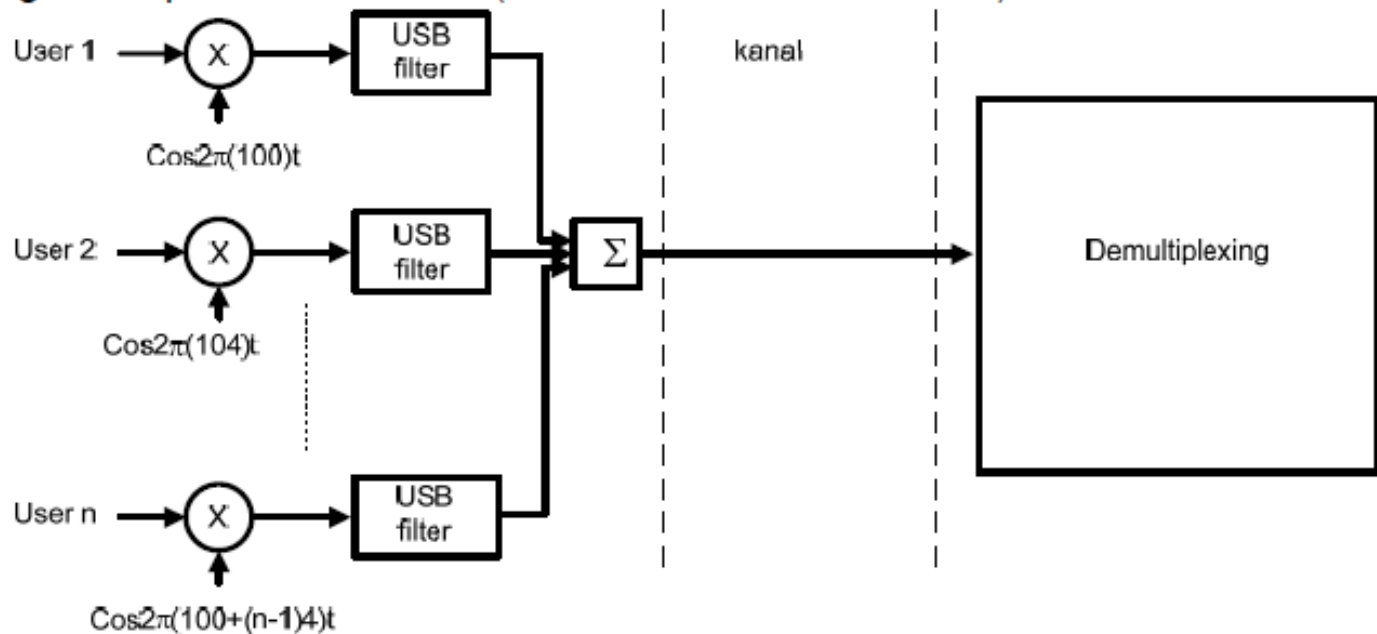 User 1
X
USB
filter
kanal
Cos2π(100)t
User 2
X
USB
filter
Σ
Demultiplexing
Cos2π(104)t
User n
X
USB
filter
Cos2π(100+(n-1)4)t